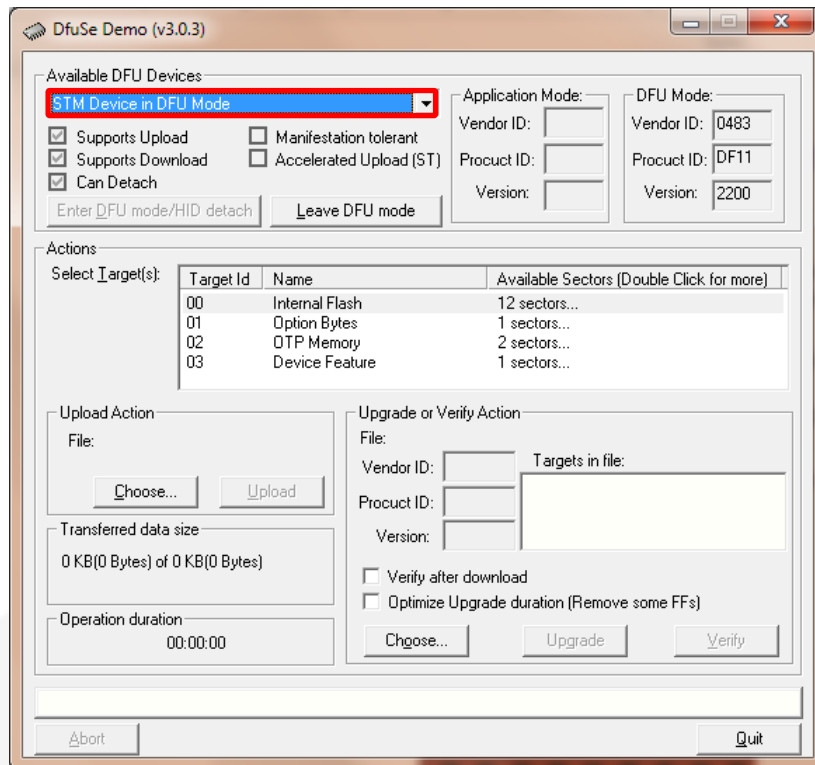 DfuSe Demo (v3.0.3)
Available DFU Devices
STM Device in DFU Mode
Supports Upload
Manifestation tolerant
Supports Download
Accelerated Upload (ST)
Can Detach
Enter DFU mode/HID detach
Leave DFU mode
Application Mode:
Vendor ID:
Procuct ID:
Version:
DFU Mode:
Vendor ID: 0483
Procuct ID: DF11
Version: 2200
Actions
Select Target(s):
Target Id Name Available Sectors (Double Click for more)
00 Internal Flash 12 sectors...
01 Option Bytes 1 sectors...
02 OTP Memory 2 sectors...
03 Device Feature 1 sectors...
Upload Action
File:
Choose... Upload
Transferred data size
0 KB(0 Bytes) of 0 KB(0 Bytes)
Operation duration
00:00:00
Upgrade or Verify Action
File:
Vendor ID:
Procuct ID:
Version:
Targets in file:
Verify after download
Optimize Upgrade duration (Remove some FFs)
Choose... Upgrade Verify
Abort Quit